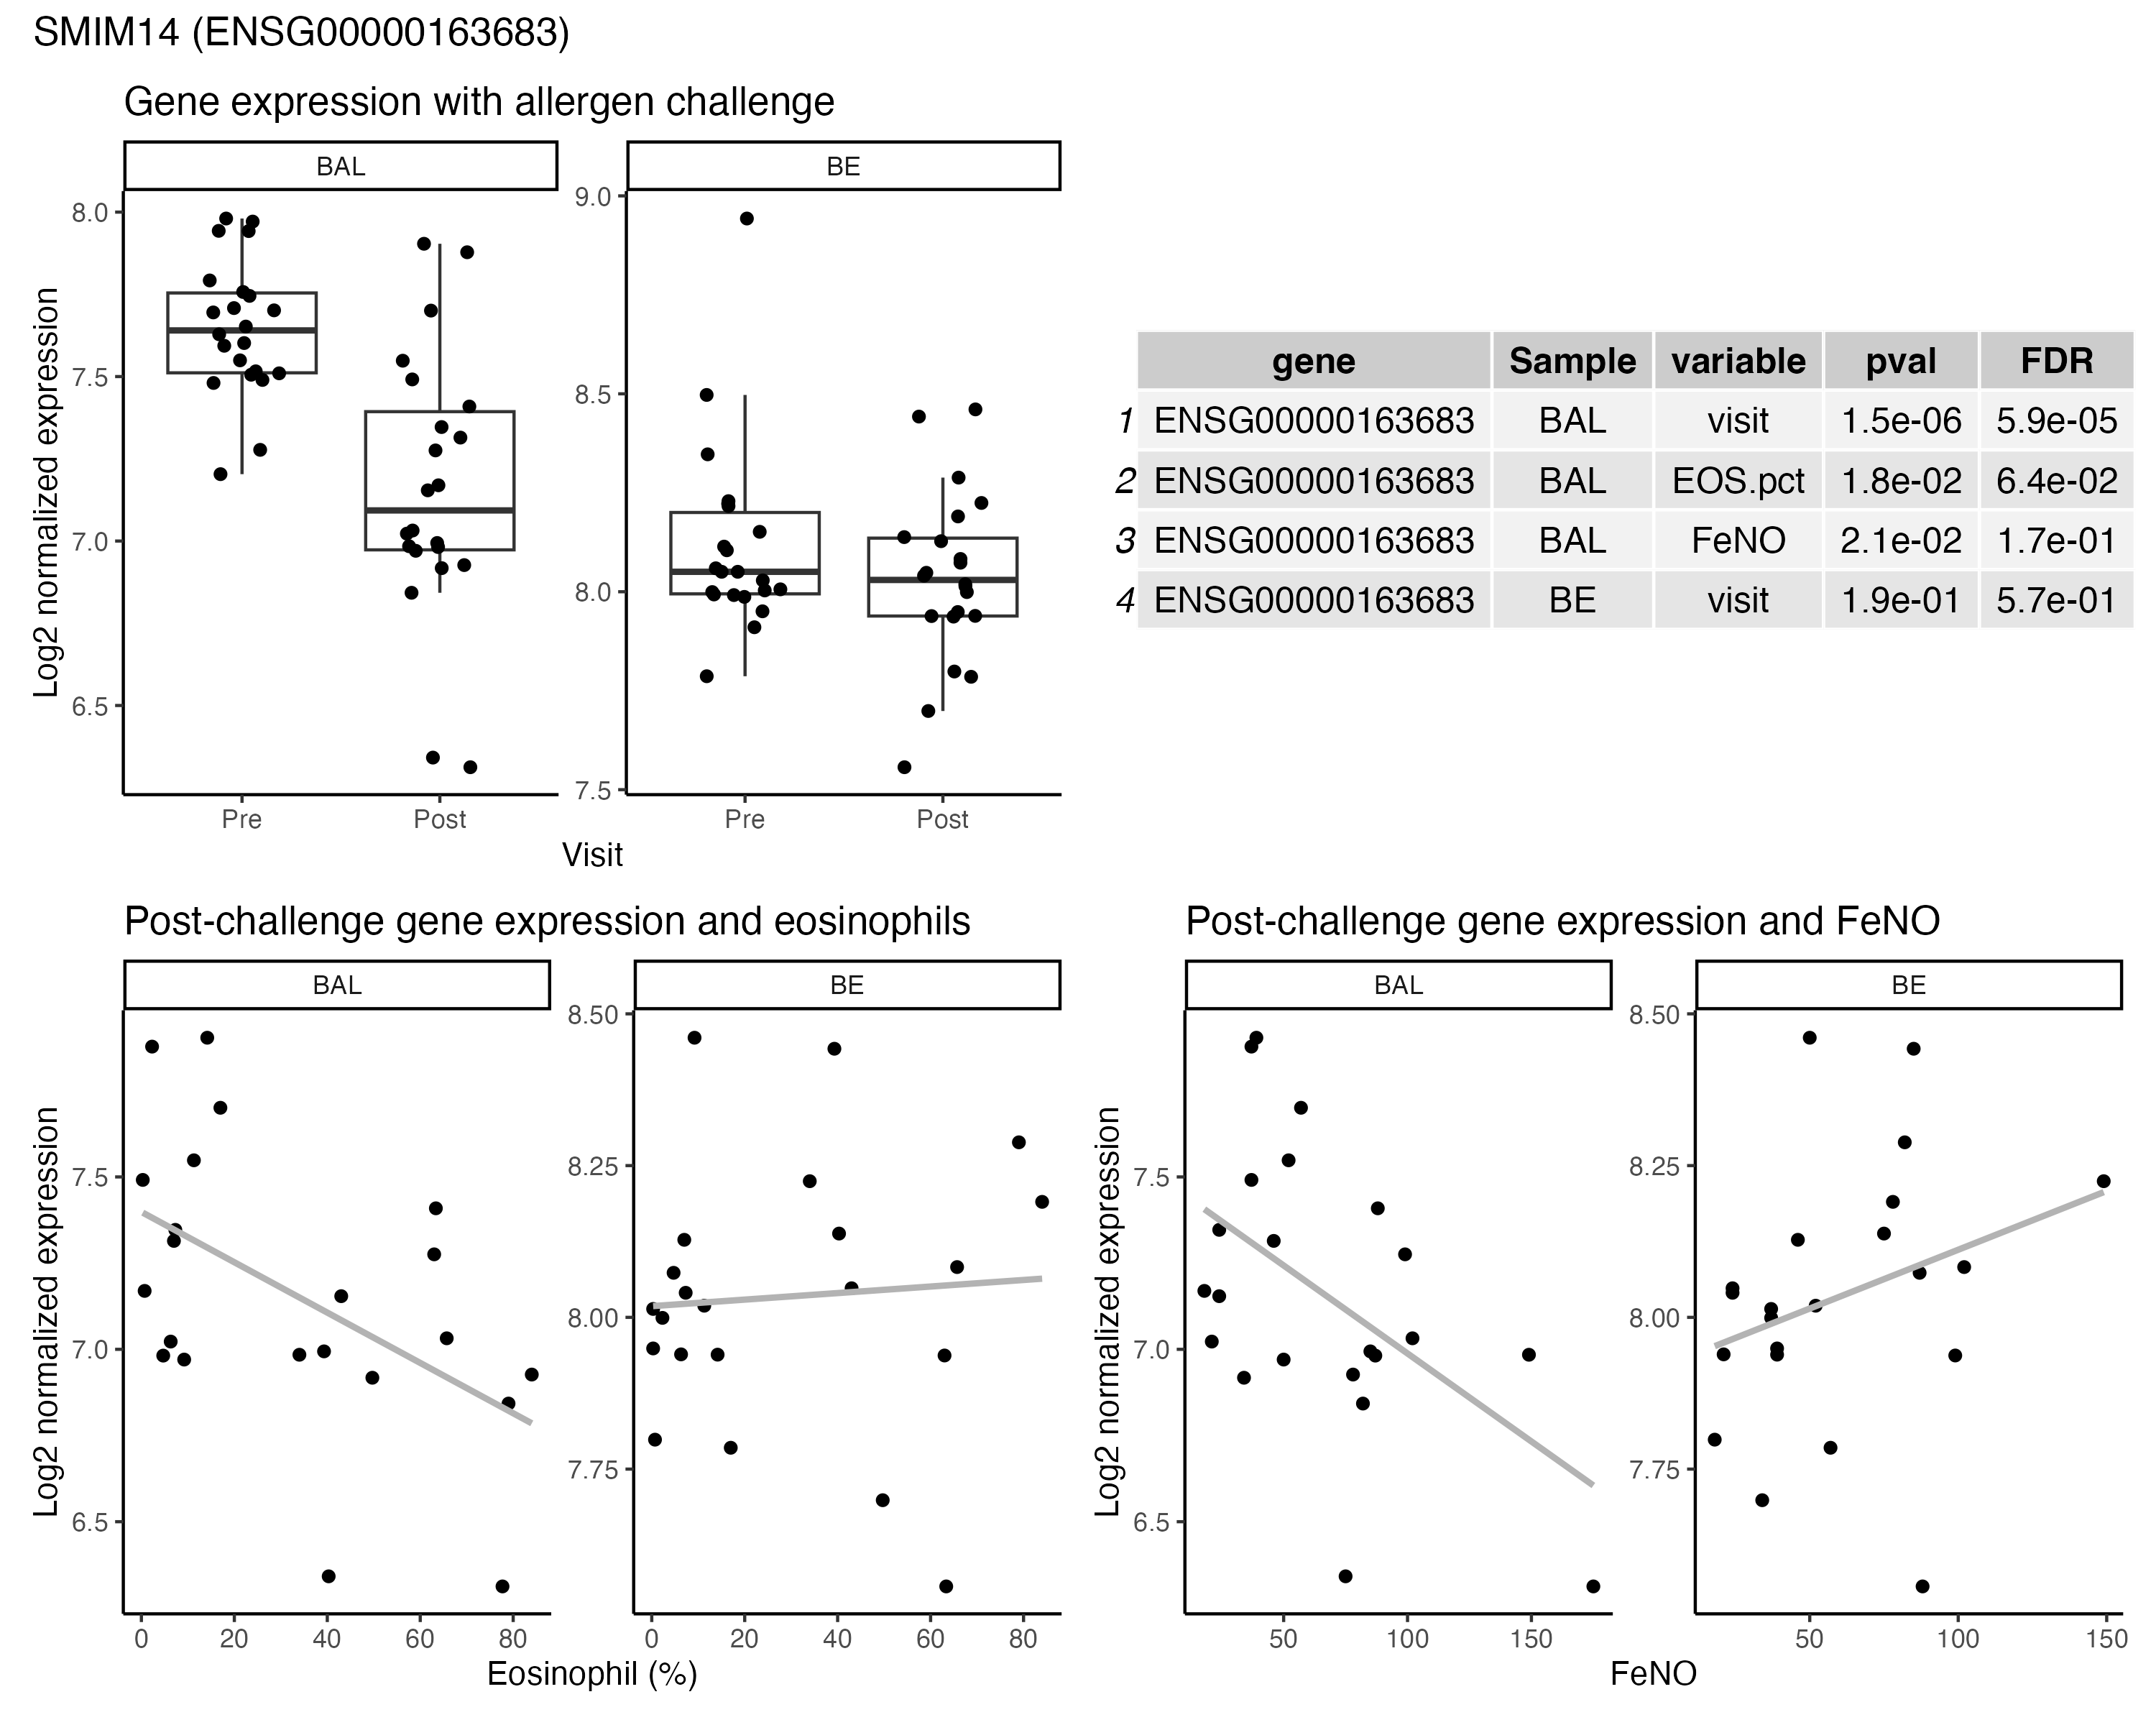 SMIM14 (ENSG00000163683)
Gene expression with allergen challenge
BAL
BE
Log2 normalized expression
8.0
7.5
7.0
6.5
9.0
8.5
8.0
7.5
Pre
Post
Pre
Post
Visit
gene Sample variable pval FDR
1 ENSG00000163683 BAL visit 1.5e-06 5.9e-05
2 ENSG00000163683 BAL EOS.pct 1.8e-02 6.4e-02
3 ENSG00000163683 BAL FeNO 2.1e-02 1.7e-01
4 ENSG00000163683 BE visit 1.9e-01 5.7e-01
Post-challenge gene expression and eosinophils
BAL
BE
Log2 normalized expression
7.5
7.0
6.5
8.50
8.25
8.00
7.75
0 20 40 60 80
0 20 40 60 80
Eosinophil (%)
Post-challenge gene expression and FeNO
BAL
BE
Log2 normalized expression
7.5
7.0
6.5
8.50
8.25
8.00
7.75
50 100 150
50 100 150
FeNO